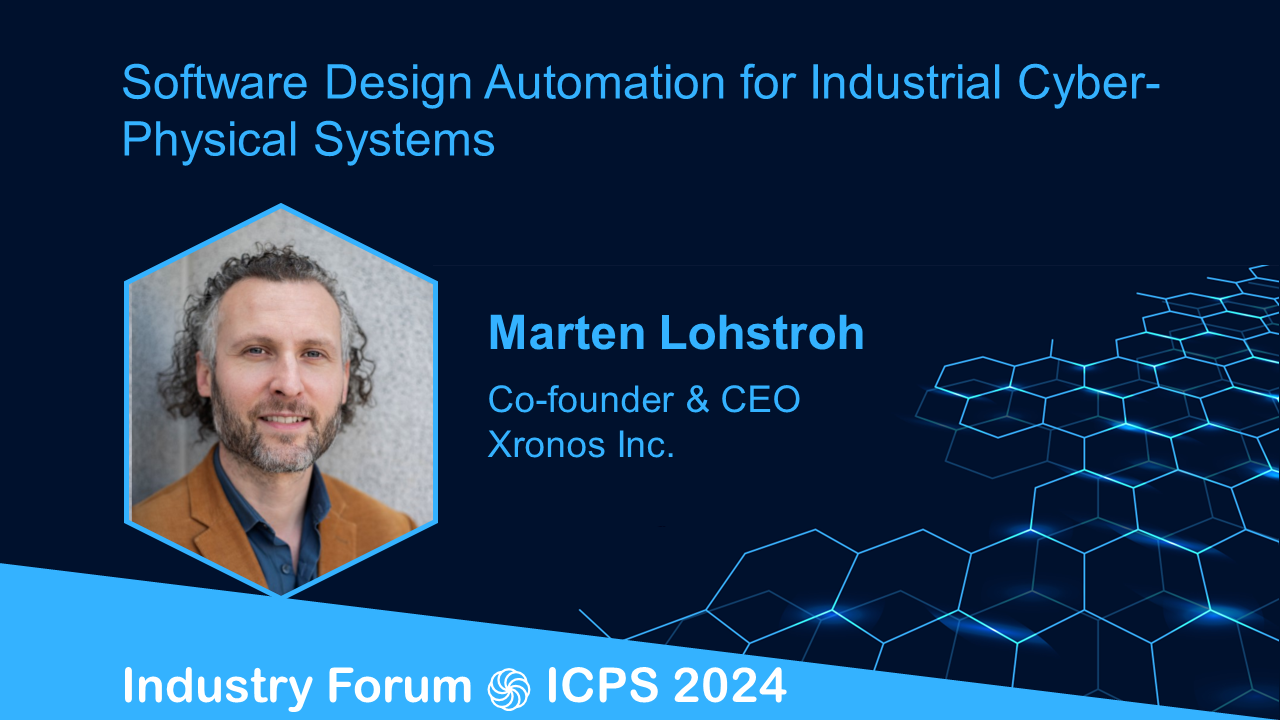 Software Design Automation for Industrial Cyber-
Physical Systems
Marten Lohstroh
Co-founder & CEO
Xronos Inc.
Industry Forum ICPS 2024